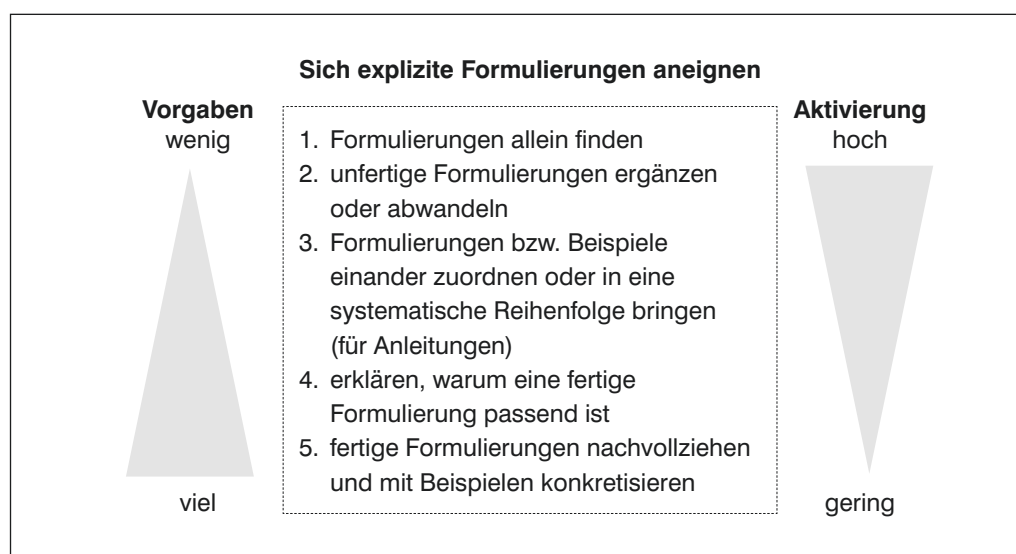 Sich explizite Formulierungen aneignen
Vorgaben
wenig
1. Formulierungen allein finden
2. unfertige Formulierungen ergänzen
oder abwandeln
3. Formulierungen bzw. Beispiele
einander zuordnen oder in eine
systematische Reihenfolge bringen
(für Anleitungen)
4. erklären, warum eine fertige
Formulierung passend ist
5. fertige Formulierungen nachvollziehen
und mit Beispielen konkretisieren
viel
Aktivierung
hoch
gering